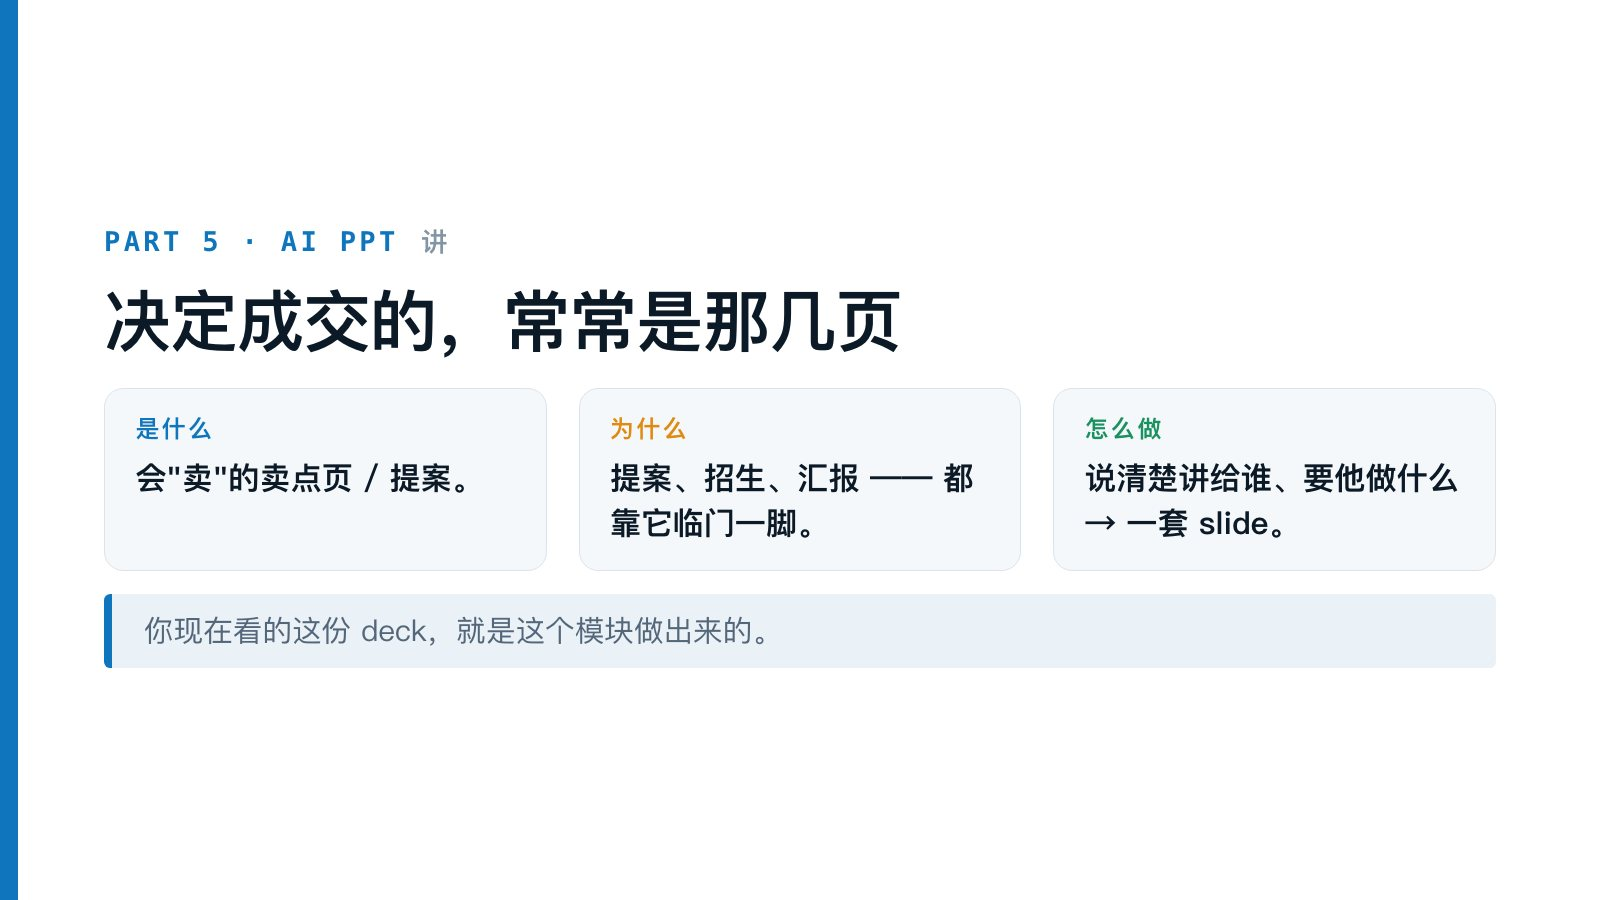 PART 5 · AI PPT 讲
决定成交的，常常是那几页
是什么
会"卖"的卖点页 / 提案。
为什么
提案、招生、汇报 —— 都
靠它临门一脚。
怎么做
说清楚讲给谁、要他做什么
→ 一套 slide。
你现在看的这份 deck，就是这个模块做出来的。